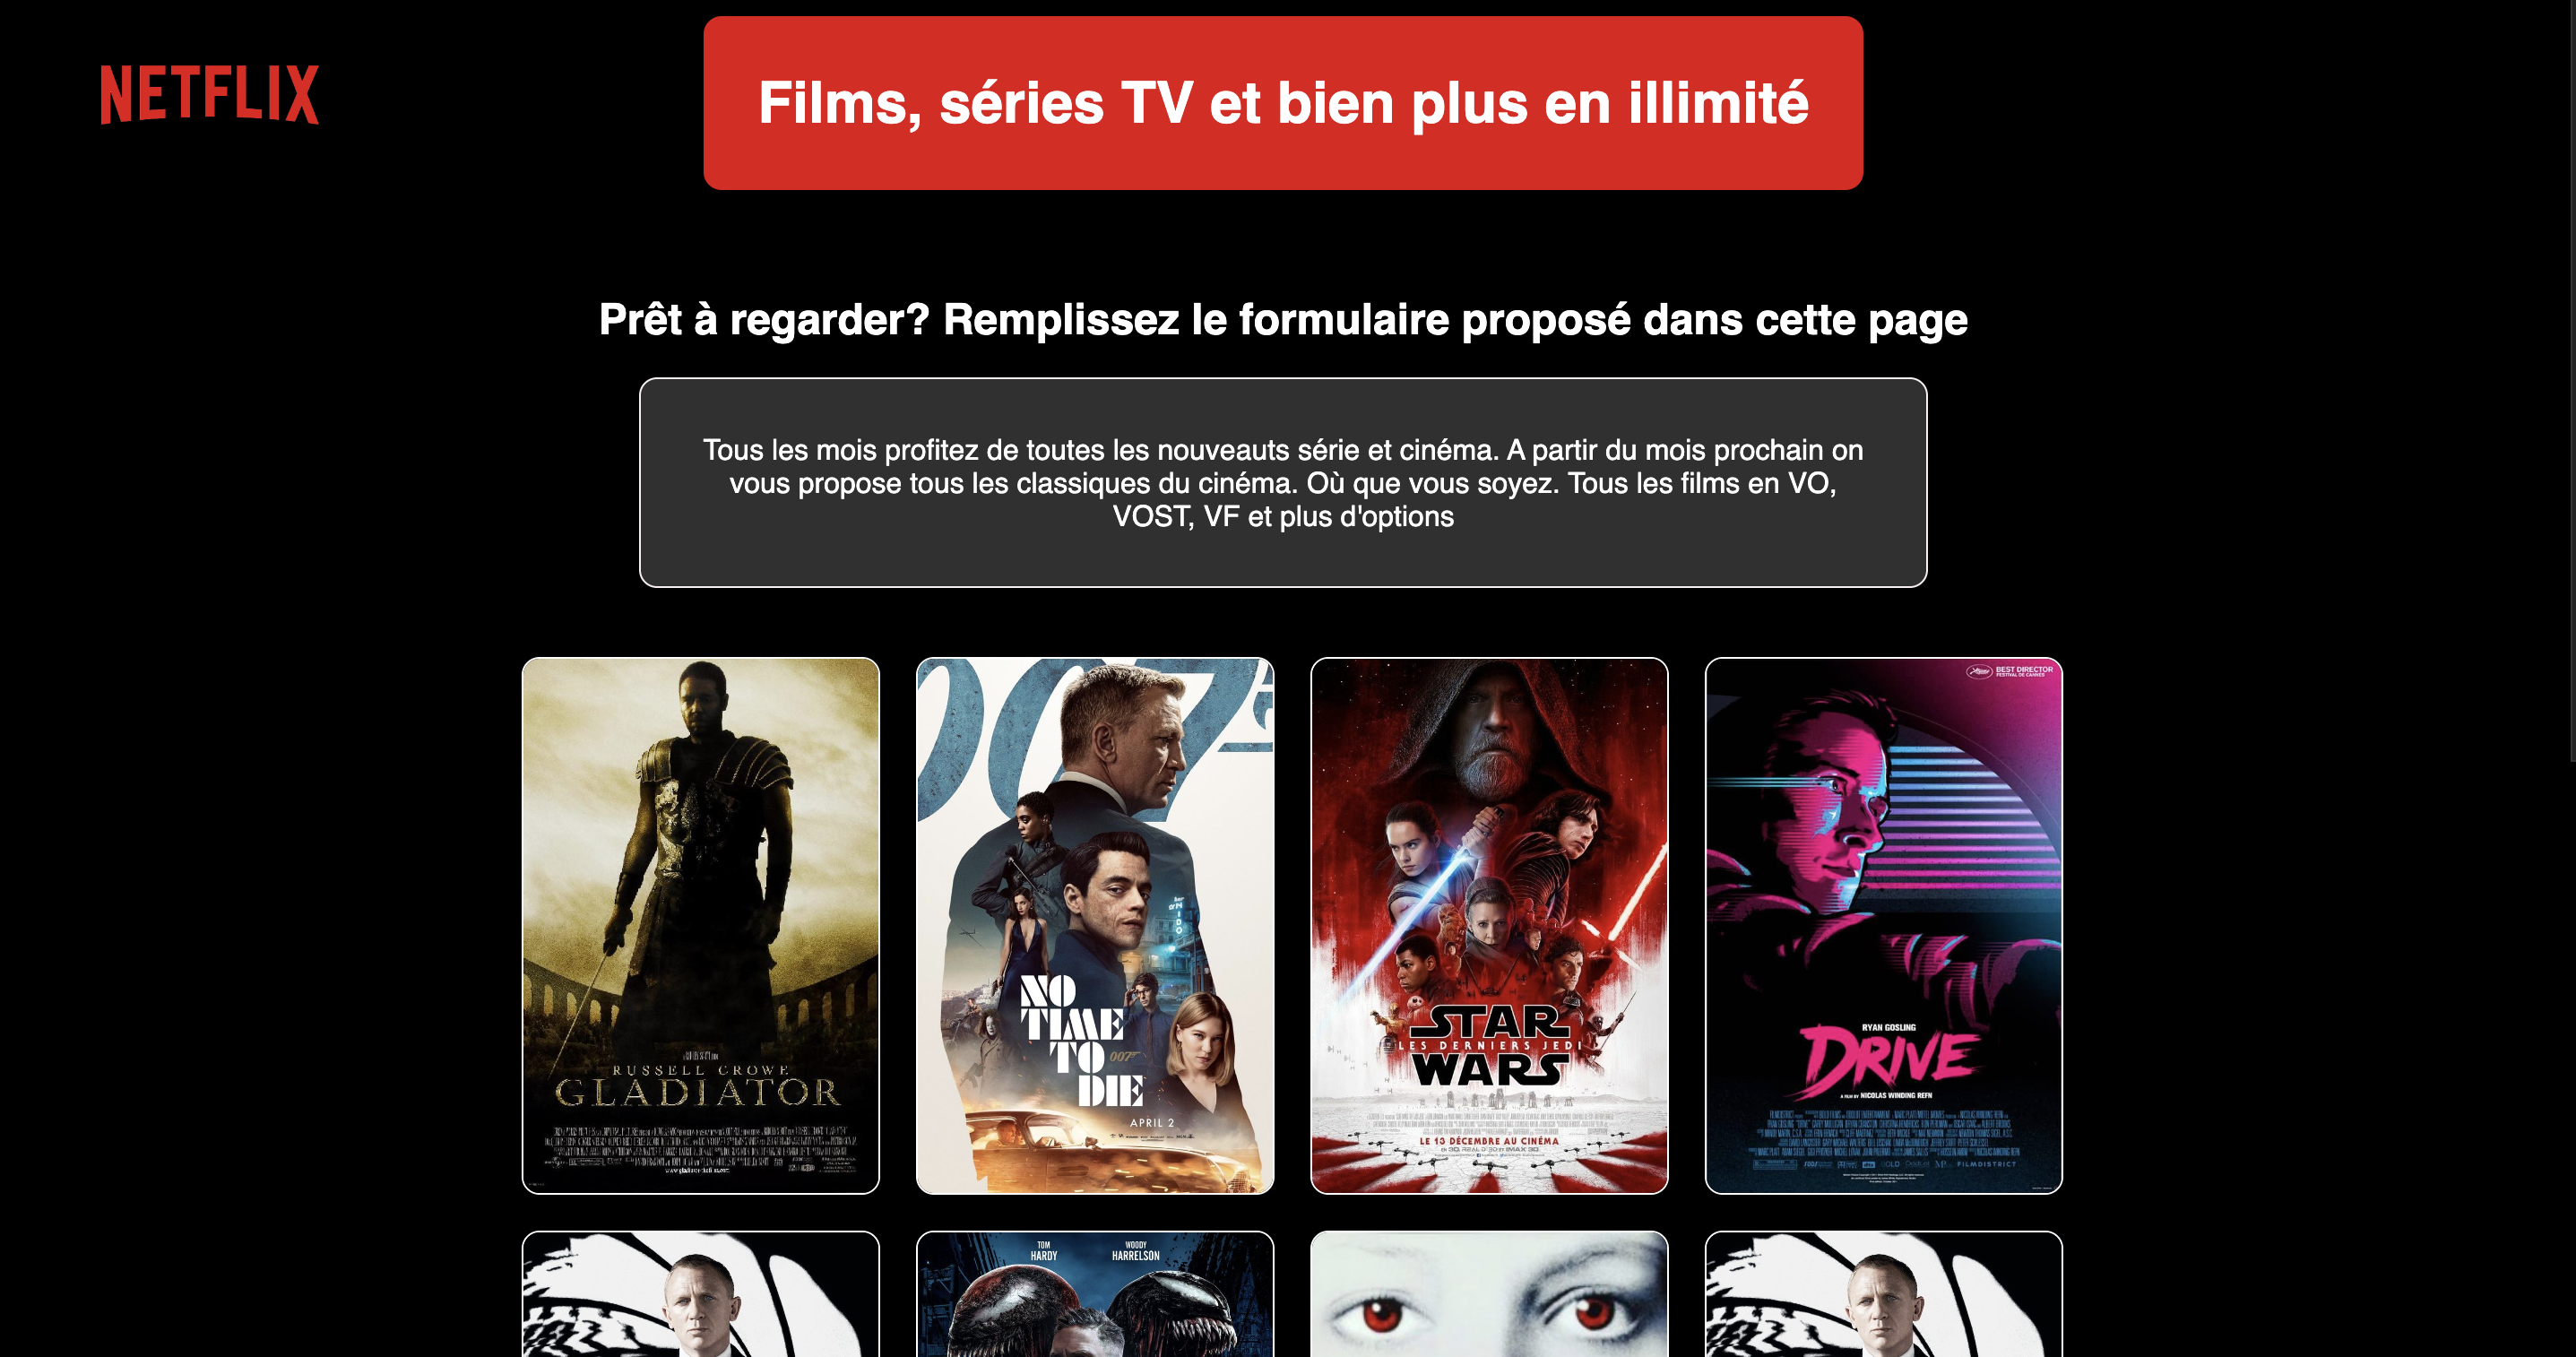 NETFLIX
Films, séries TV et bien plus en illimité
Prêt à regarder? Remplissez le formulaire proposé dans cette page
Tous les mois profitez de toutes les nouveauts série et cinéma. A partir du mois prochain on
vous propose tous les classiques du cinéma. Où que vous soyez. Tous les films en VO,
VOST, VF et plus d'options
RUSSELL CROWE
GLADIATOR
007
NO
TIME
TO
007
DIE
APRIL 2
STAR
LES DERNIERS JEDI
WARS
LE 13 DÉCEMBRE AU CINÉMA
BEST DIRECTOR
FESTIVAL DE CANNES
RYAN GOSLING
DRIVE
A FILM BY NICOLAS WINDING REFN
FILMDISTRICT
TOM
HARDY
WOODY
HARRELSON